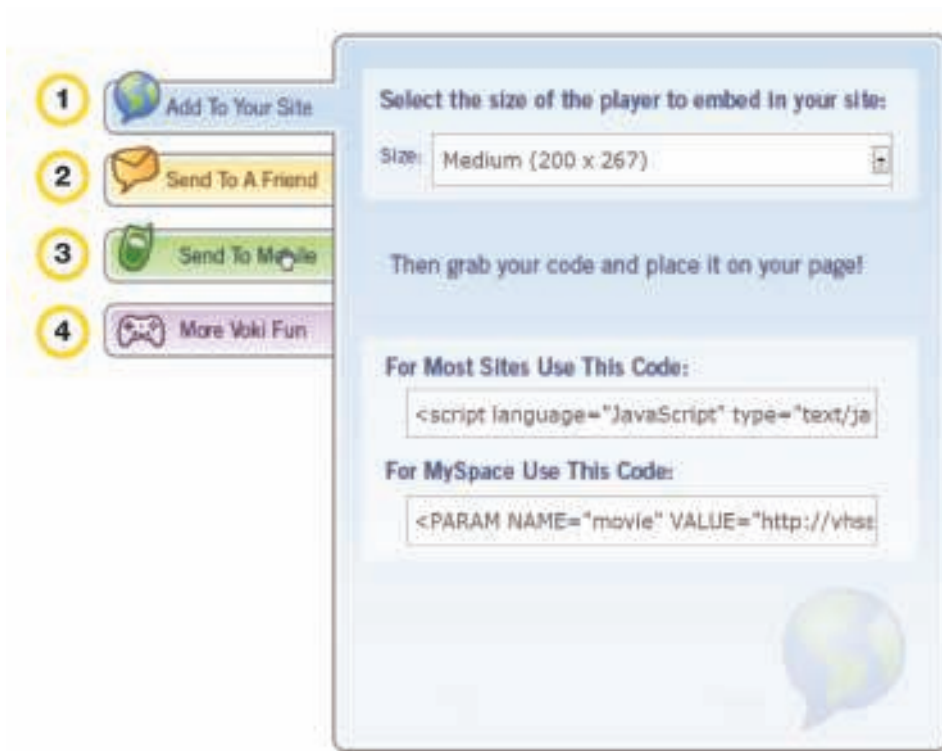 1
Add To Your Site
2
Send To A Friend
3
Send To Mobile
4
More Voki Fun
Select the size of the player to embed in your site:
Size: Medium (200 x 267)
Then grab your code and place it on your page!
For Most Sites Use This Code:
<script language="JavaScript" type="text/ja
For MySpace Use This Code:
<PARAM NAME="movie" VALUE="http://vhss